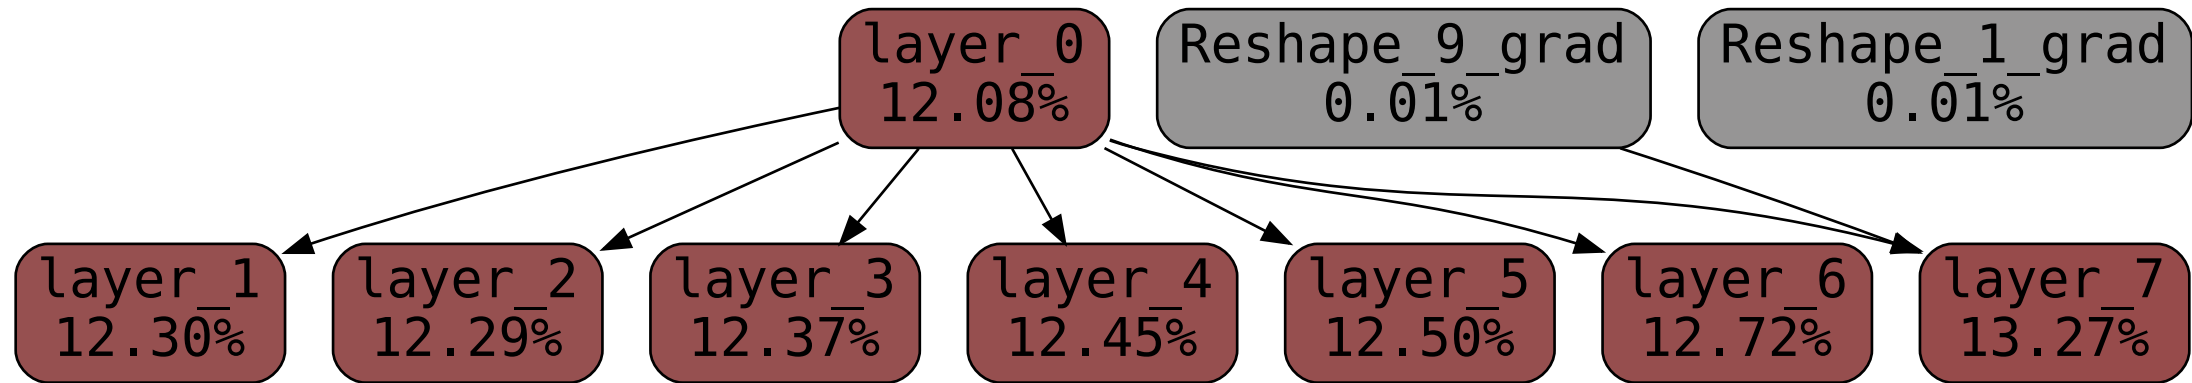 layer_0
12.08%
Reshape_9_grad
0.01%
Reshape_1_grad
0.01%
layer_1
12.30%
layer_2
12.29%
layer_3
12.37%
layer_4
12.45%
layer_5
12.50%
layer_6
12.72%
layer_7
13.27%